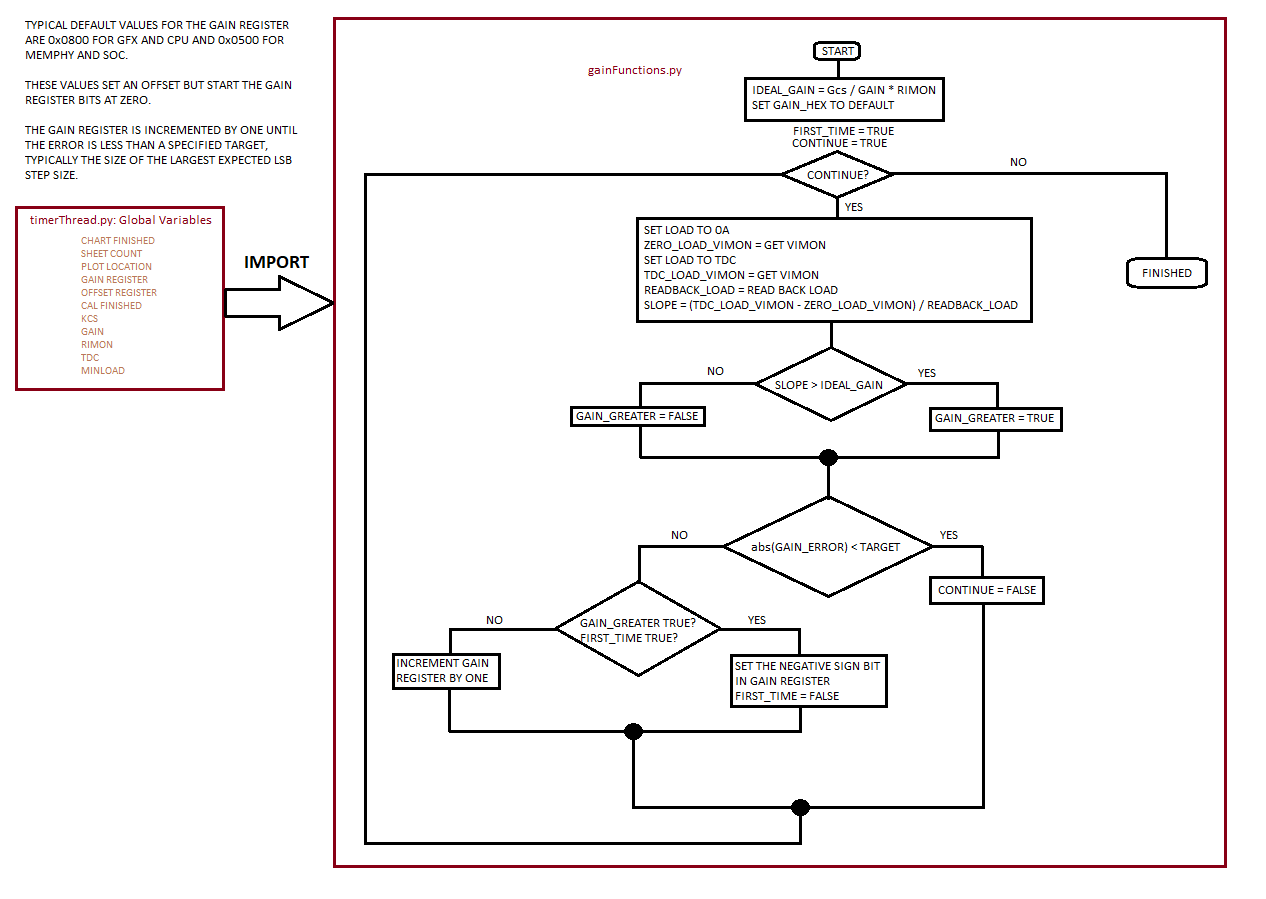 TYPICAL DEFAULT VALUES FOR THE GAIN REGISTER
ARE 0x0800 FOR GFX AND CPU AND 0x0500 FOR
MEMPHY AND SOC.
THESE VALUES SET AN OFFSET BUT START THE GAIN
REGISTER BITS AT ZERO.
THE GAIN REGISTER IS INCREMENTED BY ONE UNTIL
THE ERROR IS LESS THAN A SPECIFIED TARGET,
TYPICALLY THE SIZE OF THE LARGEST EXPECTED LSB
STEP SIZE.
timerThread.py: Global Variables
CHART FINISHED
SHEET COUNT
PLOT LOCATION
GAIN REGISTER
OFFSET REGISTER
CAL FINISHED
KCS
GAIN
RIMON
TDC
MINLOAD
IMPORT
gainFunctions.py
START
IDEAL_GAIN = Gcs / GAIN * RIMON
SET GAIN_HEX TO DEFAULT
FIRST_TIME = TRUE
CONTINUE = TRUE
CONTINUE?
NO
YES
FINISHED
SET LOAD TO 0A
ZERO_LOAD_VIMON = GET VIMON
SET LOAD TO TDC
TDC_LOAD_VIMON = GET VIMON
READBACK_LOAD = READ BACK LOAD
SLOPE = (TDC_LOAD_VIMON - ZERO_LOAD_VIMON) / READBACK_LOAD
NO
SLOPE > IDEAL_GAIN
YES
GAIN_GREATER = FALSE
GAIN_GREATER = TRUE
NO
abs(GAIN_ERROR) < TARGET
YES
CONTINUE = FALSE
NO
GAIN_GREATER TRUE?
FIRST_TIME TRUE?
YES
INCREMENT GAIN
REGISTER BY ONE
SET THE NEGATIVE SIGN BIT
IN GAIN REGISTER
FIRST_TIME = FALSE